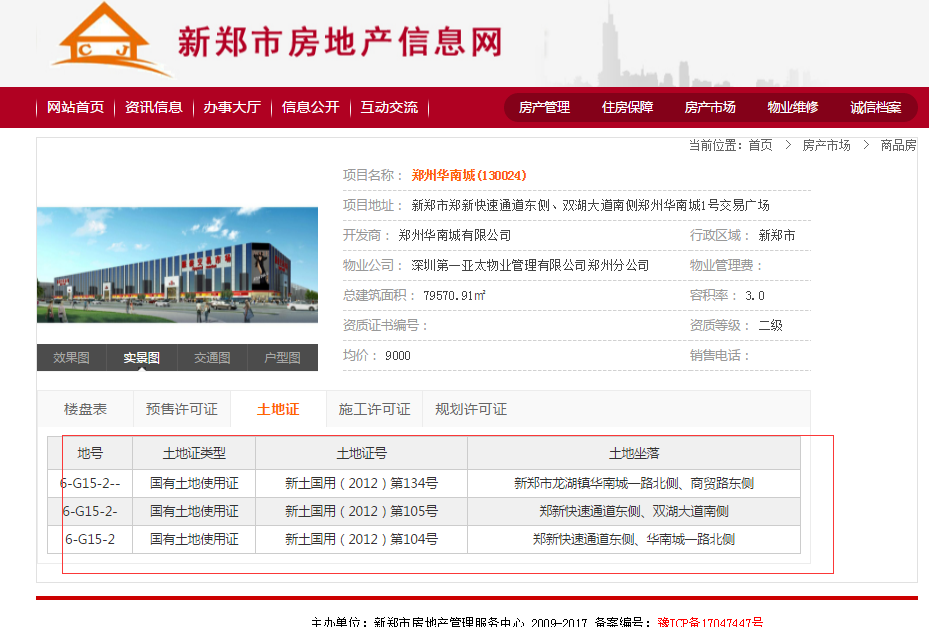 CJ
新郑市房地产信息网
网站首页 资讯信息 办事大厅 信息公开 互动交流 房产管理 住房保障 房产市场 物业维修 诚信档案
当前位置：首页 > 房产市场 > 商品房
项目名称： 郑州华南城(130024)
项目地址： 新郑市郑新快速通道东侧、双湖大道南侧郑州华南城1号交易广场
开发商： 郑州华南城有限公司 行政区域： 新郑市
物业公司： 深圳第一亚太物业管理有限公司郑州分公司 物业管理费：
总建筑面积： 79570.91㎡ 容积率： 3.0
资质证书编号： 资质等级： 二级
均价： 9000 销售电话：
效果图 实景图 交通图 户型图
楼盘表 预售许可证 土地证 施工许可证 规划许可证
地号 土地证类型 土地证号 土地坐落
6-G15-2-- 国有土地使用证 新土国用（2012）第134号 新郑市龙湖镇华南城一路北侧、商贸路东侧
6-G15-2- 国有土地使用证 新土国用（2012）第105号 郑新快速通道东侧、双湖大道南侧
6-G15-2 国有土地使用证 新土国用（2012）第104号 郑新快速通道东侧、华南城一路北侧
主办单位：新郑市房地产管理服务中心 2009-2017 备案编号：豫ICP备17047447号